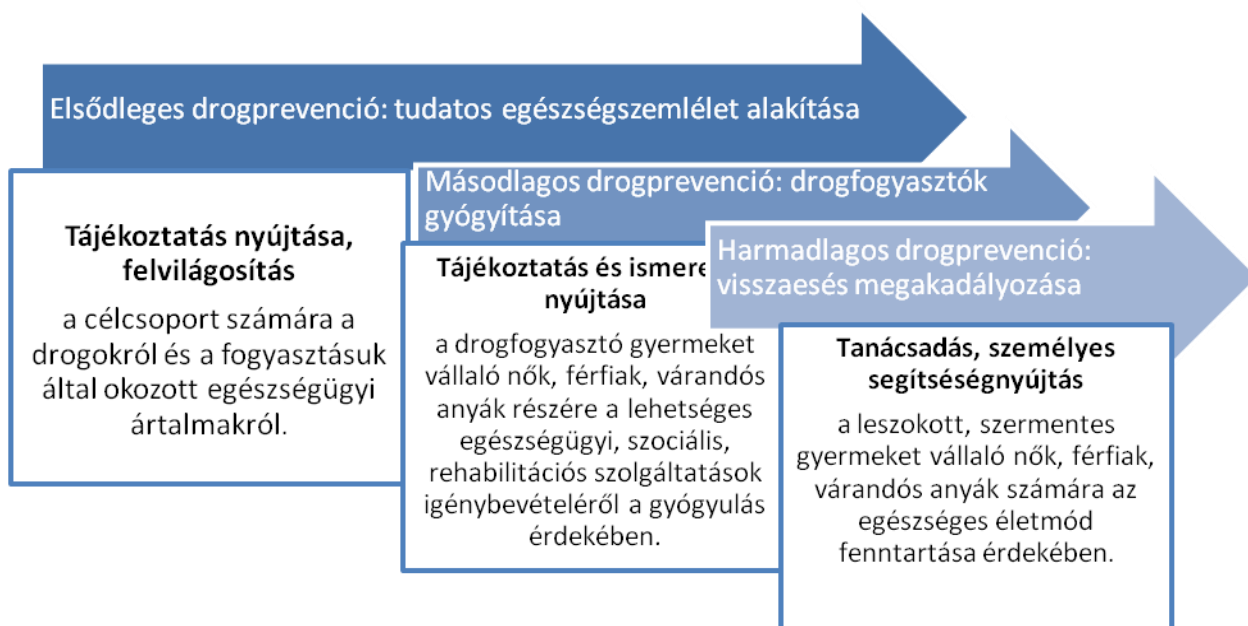 Elsődleges drogprevenció: tudatos egészségszemlélet alakítása
Tájékoztatás nyújtása,
felvilágosítás
a célcsoport számára a
drogokról és a fogyasztásuk
által okozott egészségügyi
ártalmakról.
Másodlagos drogprevenció: drogfogyasztók
gyógyítása
Tájékoztatás és
nyújtása
a drogfogyasztó gyermeket
vállaló nők, férfiak, várandós
anyák részére a lehetséges
egészségügyi, szociális,
rehabilitációs szolgáltatások
igénybevételéről a gyógyulás
érdekében.
Harmadlagos drogprevenció:
visszaesés megakadályozása
Tanácsadás, személyes
segítséségnyújtás
a leszokott, szermentes
gyermeket vállaló nők, férfiak,
várandós anyák számára az
egészséges életmód
fenntartása érdekében.